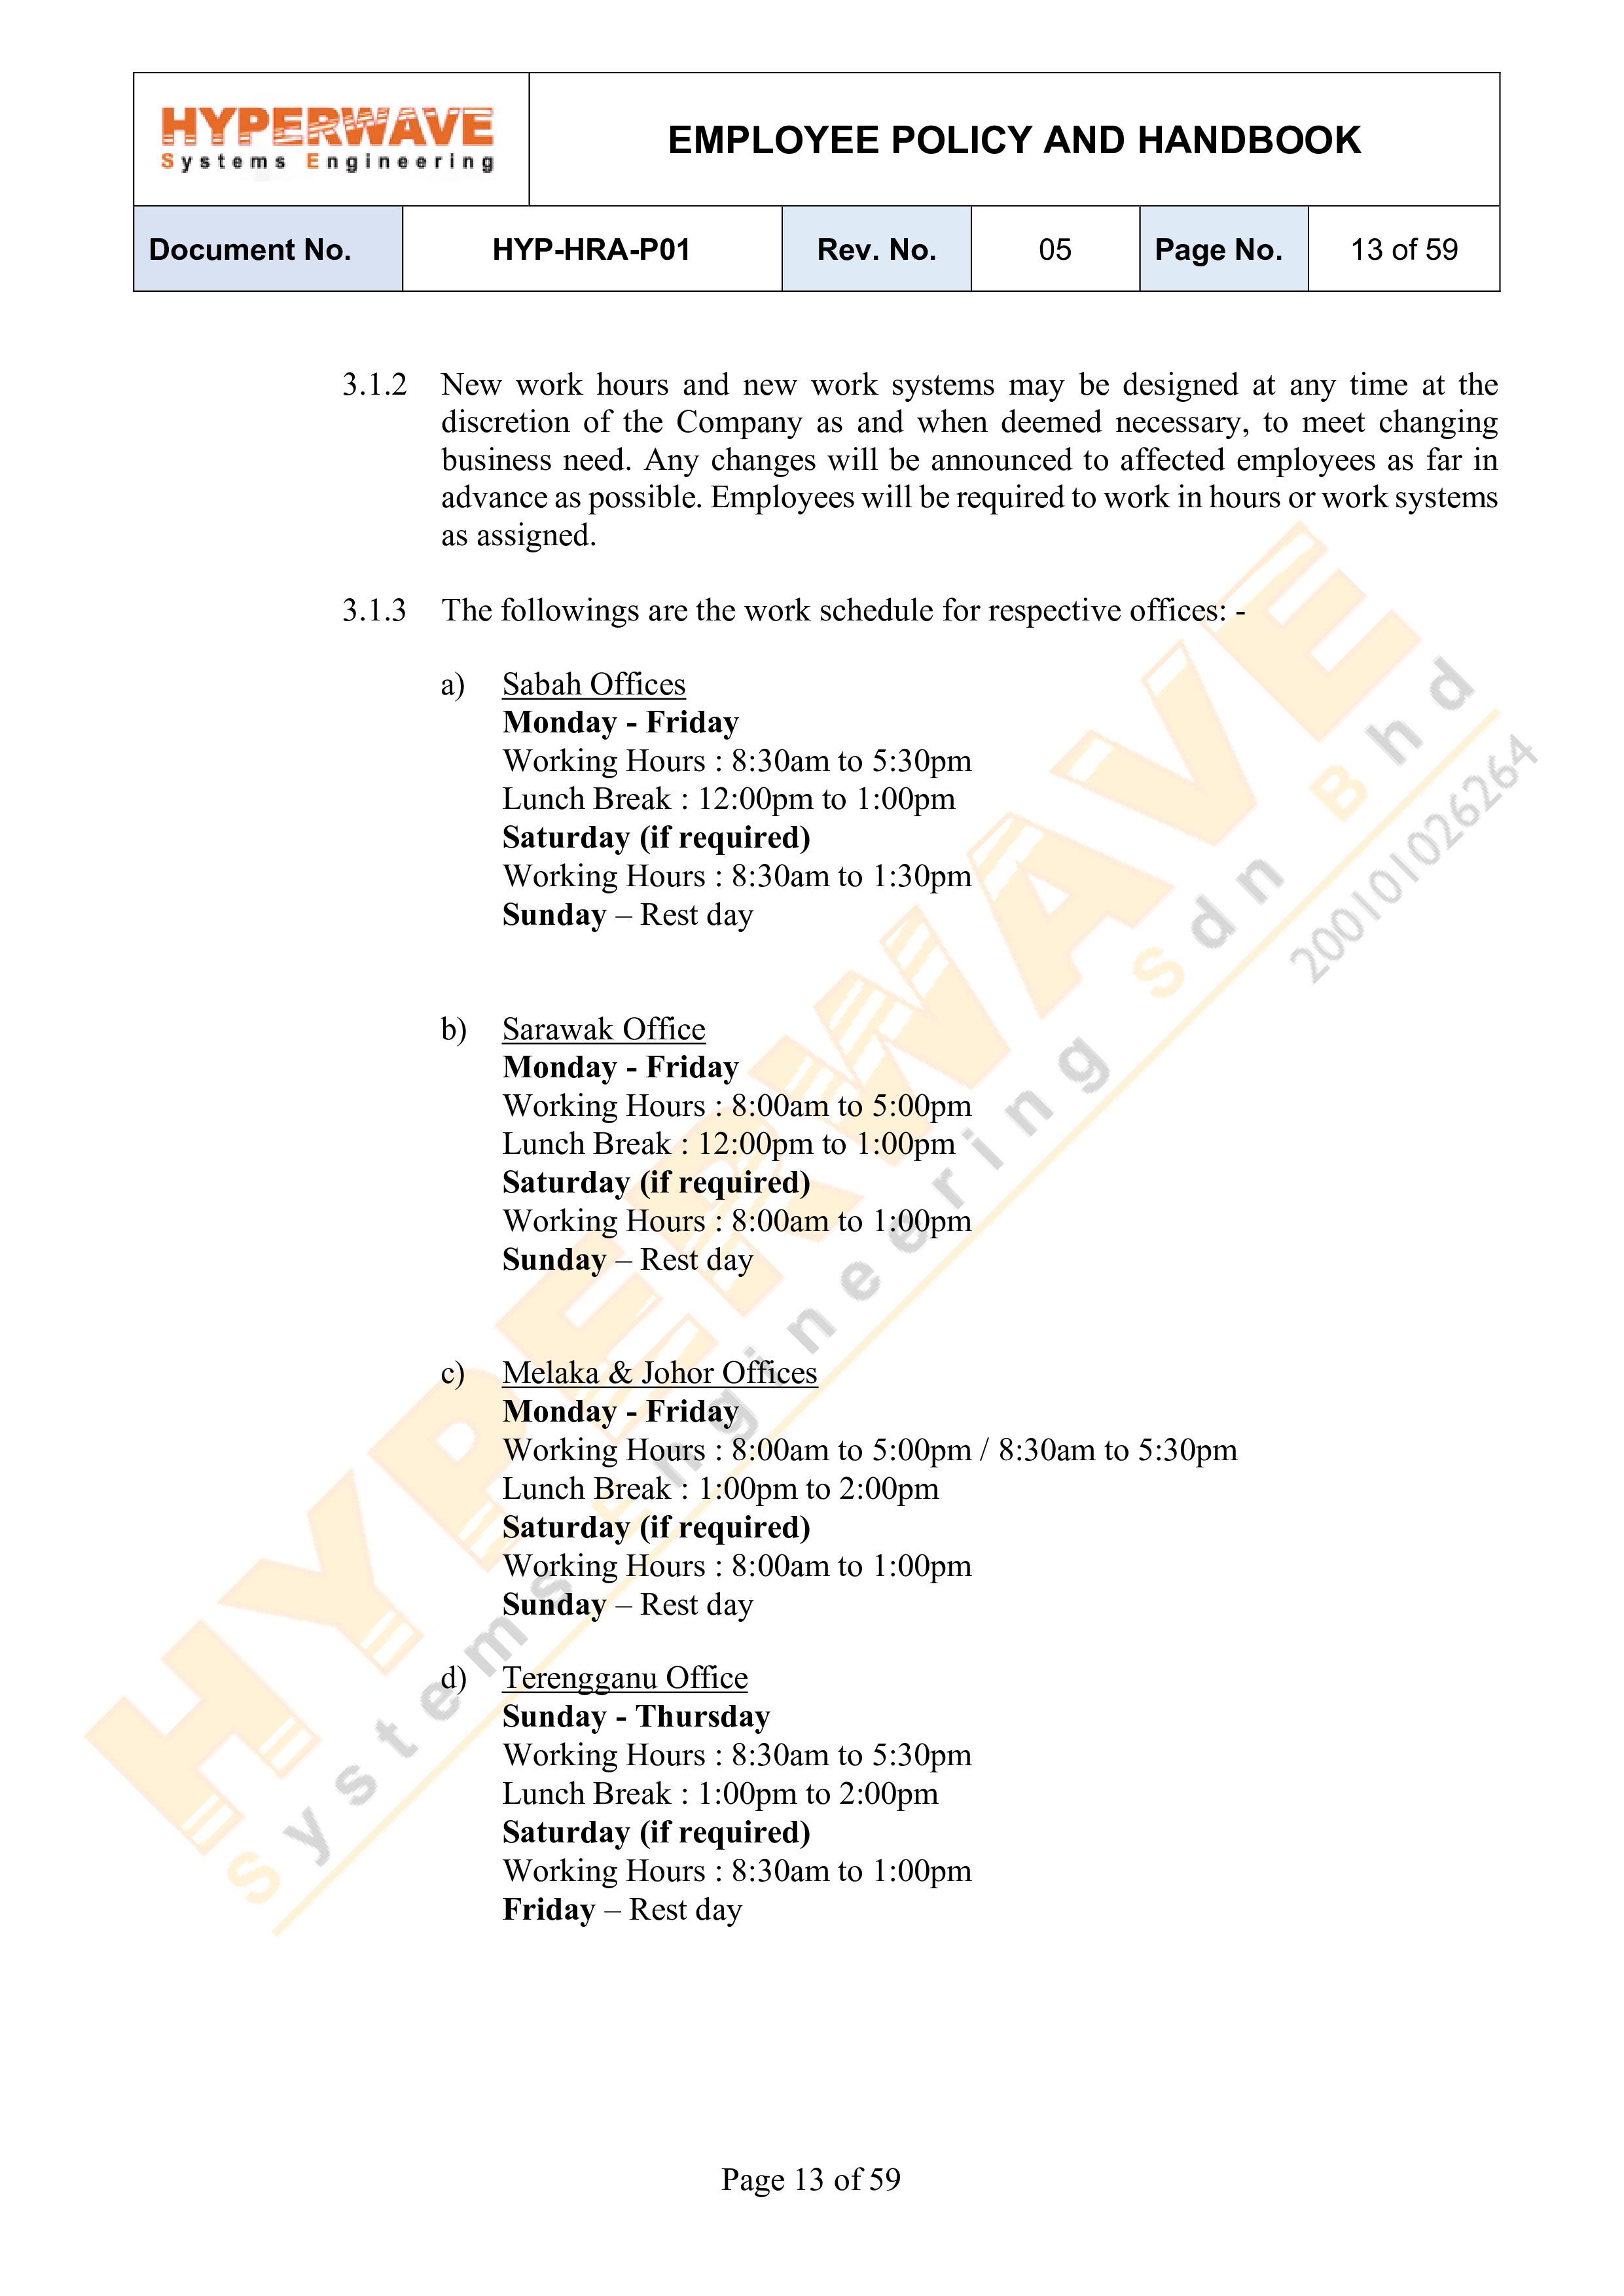 HYPERWAVE
Systems Engineering
EMPLOYEE POLICY AND HANDBOOK
Document No. HYP-HRA-P01 Rev. No. 05 Page No. 13 of 59
3.1.2 New work hours and new work systems may be designed at any time at the
discretion of the Company as and when deemed necessary, to meet changing
business need. Any changes will be announced to affected employees as far in
advance as possible. Employees will be required to work in hours or work systems
as assigned.
3.1.3 The followings are the work schedule for respective offices: -
a) Sabah Offices
Monday - Friday
Working Hours : 8:30am to 5:30pm
Lunch Break : 12:00pm to 1:00pm
Saturday (if required)
Working Hours : 8:30am to 1:30pm
Sunday – Rest day
b) Sarawak Office
Monday - Friday
Working Hours : 8:00am to 5:00pm
Lunch Break : 12:00pm to 1:00pm
Saturday (if required)
Working Hours : 8:00am to 1:00pm
Sunday – Rest day
c) Melaka & Johor Offices
Monday - Friday
Working Hours : 8:00am to 5:00pm / 8:30am to 5:30pm
Lunch Break : 1:00pm to 2:00pm
Saturday (if required)
Working Hours : 8:00am to 1:00pm
Sunday – Rest day
d) Terengganu Office
Sunday - Thursday
Working Hours : 8:30am to 5:30pm
Lunch Break : 1:00pm to 2:00pm
Saturday (if required)
Working Hours : 8:30am to 1:00pm
Friday – Rest day
HYPERWAVE
Systems Engineering Sdn Bhd
200101026264
Page 13 of 59